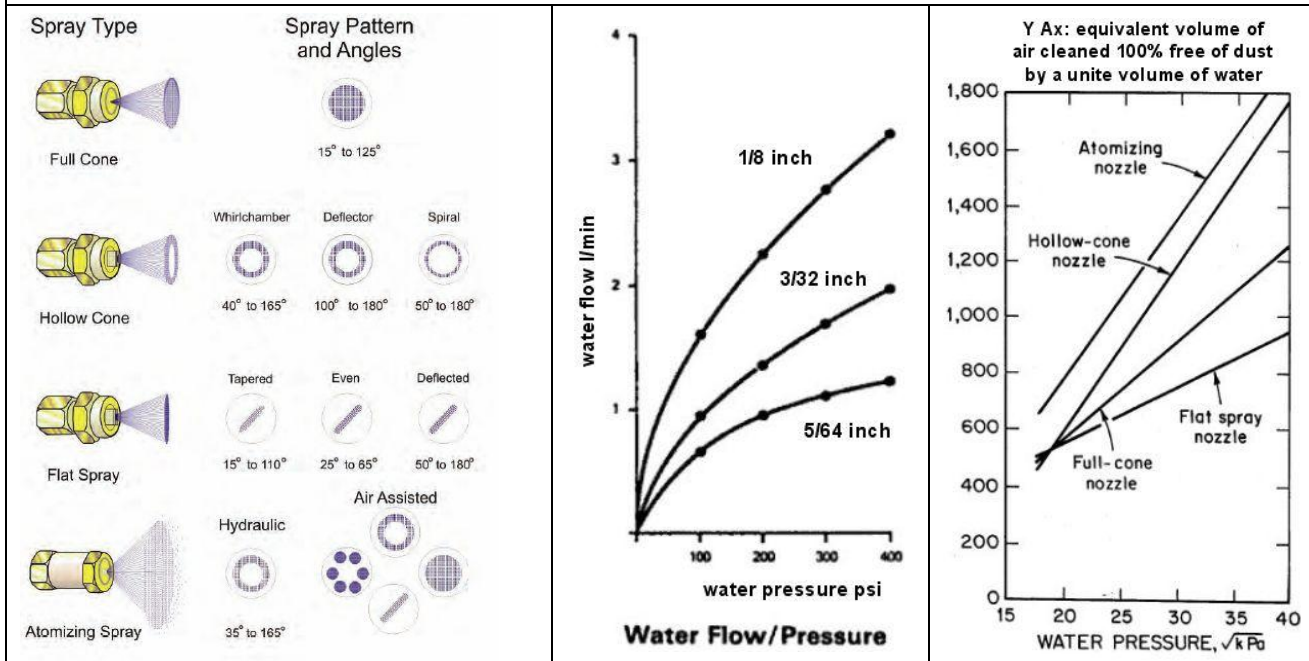 Spray Type
Spray Pattern
and Angles
Full Cone
15° to 125°
Whirlchamber
Deflector
Spiral
Hollow Cone
40° to 165°
100° to 180°
50° to 180°
Tapered
Even
Deflected
Flat Spray
15° to 110°
25° to 65°
50° to 180°
Air Assisted
Hydraulic
Atomizing Spray
35° to 165°
4
3
2
1
water flow l/min
1/8 inch
3/32 inch
5/64 inch
100
200
300
400
water pressure psi
Water Flow/Pressure
Y Ax: equivalent volume of
air cleaned 100% free of dust
by a unite volume of water
1,800
1,600
1,400
1,200
1,000
800
600
400
200
0
Atomizing
nozzle
Hollow-cone
nozzle
Flat spray
nozzle
Full-cone
nozzle
15
20
25
30
35
40
WATER PRESSURE, √kPa